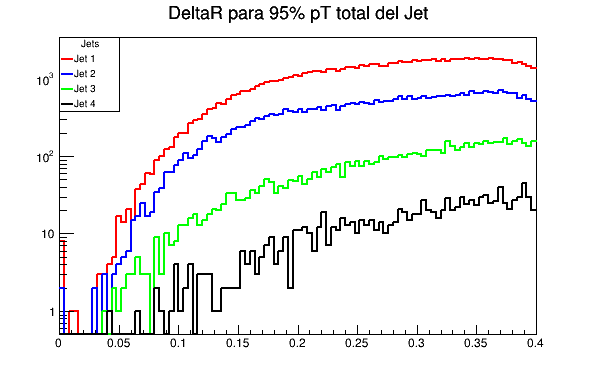 DeltaR para 95% pT total del Jet
Jets
Jet 1
Jet 2
Jet 3
Jet 4
10³
10²
10
1
0 0.05 0.1 0.15 0.2 0.25 0.3 0.35 0.4